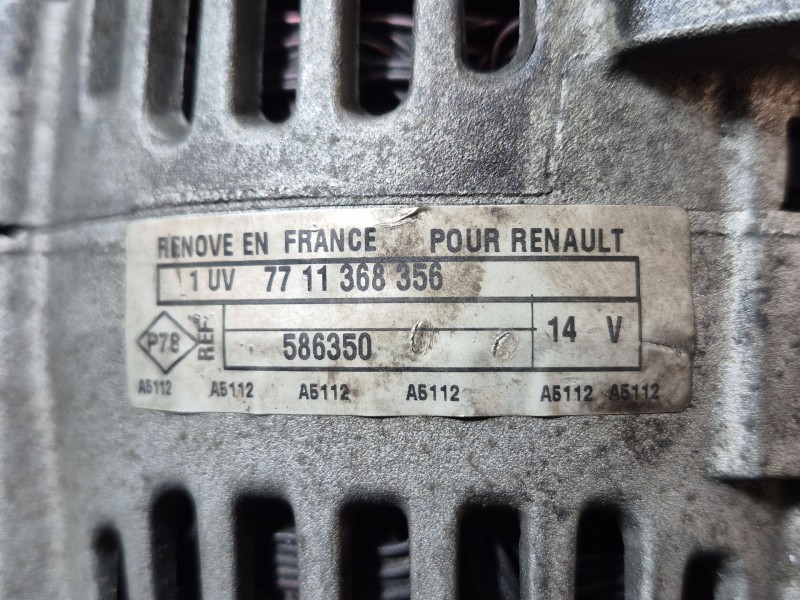 RENOVE EN FRANCE POUR RENAULT
1 UV 77 11 368 356
P78 REF. 586350 14 V
A5112 A5112 A5112 A5112 A5112 A5112